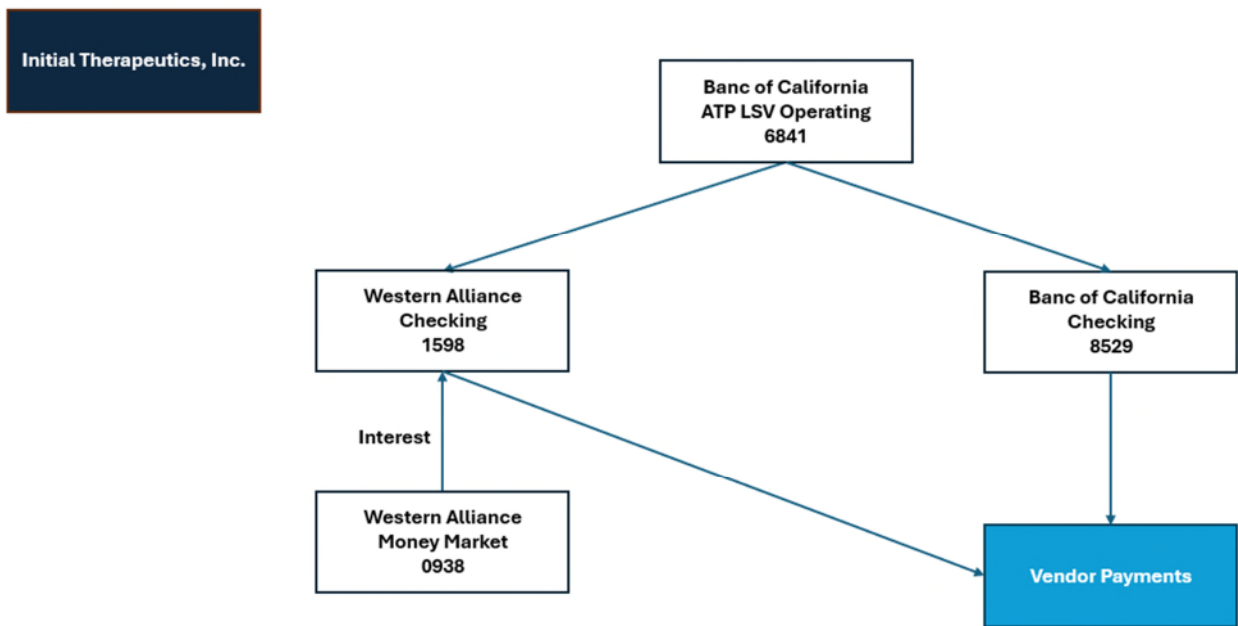 Initial Therapeutics, Inc.
Banc of California
ATP LSV Operating
6841
Western Alliance
Checking
1598
Banc of California
Checking
8529
Interest
Western Alliance
Money Market
0938
Vendor Payments